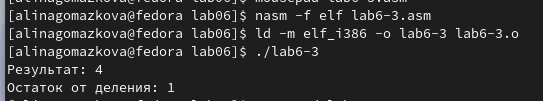 [alinagomazkova@fedora lab06]$ mousepad lab6-3.asm
[alinagomazkova@fedora lab06]$ nasm -f elf lab6-3.asm
[alinagomazkova@fedora lab06]$ ld -m elf_i386 -o lab6-3 lab6-3.o
[alinagomazkova@fedora lab06]$ ./lab6-3
Результат: 4
Остаток от деления: 1